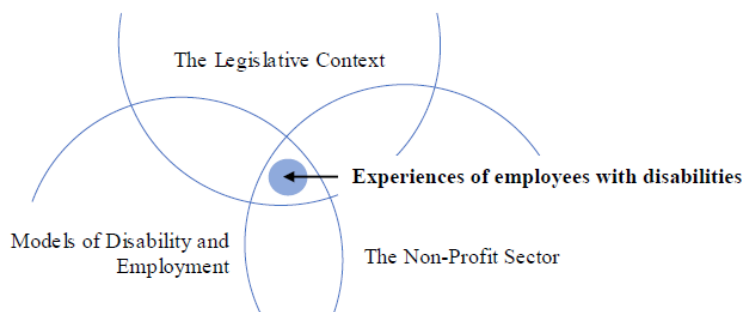 The Legislative Context
Experiences of employees with disabilities
Models of Disability and
Employment
The Non-Profit Sector